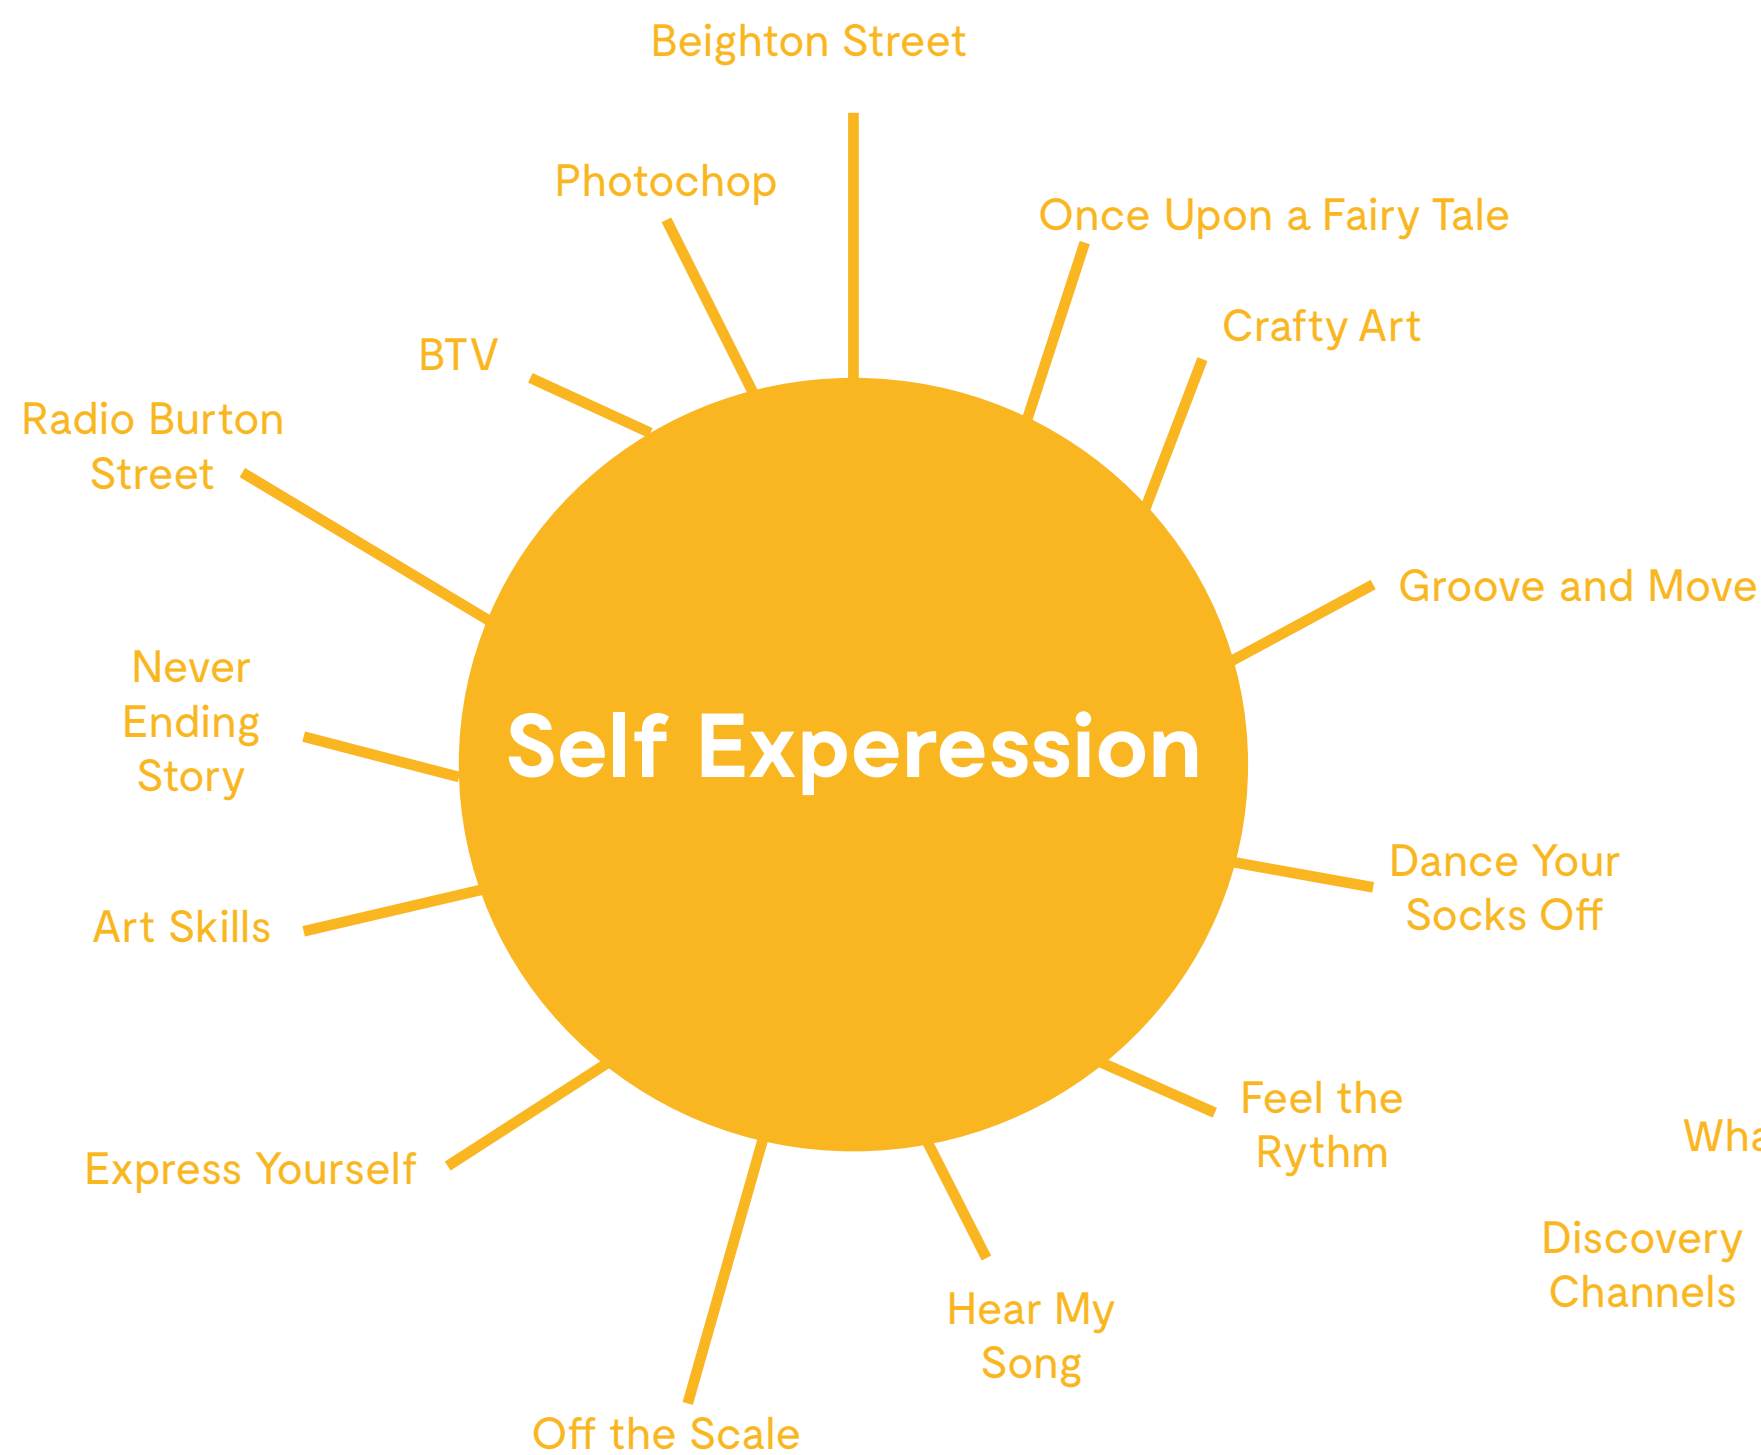 Beighton Street
Photochop
Once Upon a Fairy Tale
Crafty Art
BTV
Radio Burton
Street
Groove and Move
Never
Ending
Story
Self Experession
Dance Your
Socks Off
Art Skills
Feel the
Rythm
Express Yourself
Discovery
Channels
Hear My
Song
Off the Scale